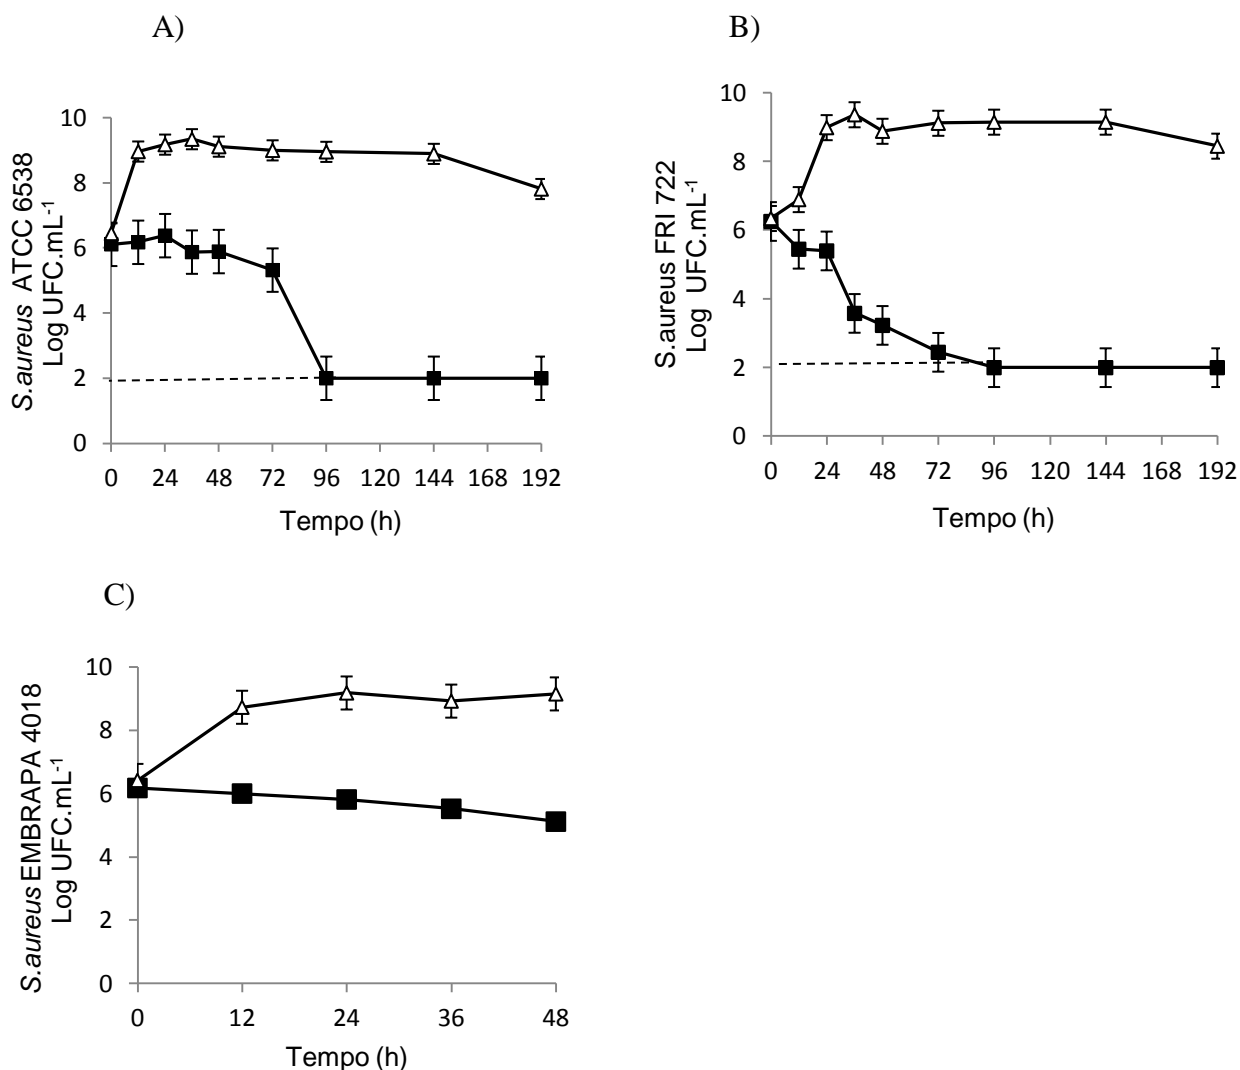 A)
S.aureus ATCC 6538
Log UFC.mL-1
10
8
6
4
2
0
0 24 48 72 96 120 144 168 192
Tempo (h)
B)
S.aureus FRI 722
Log UFC.mL-1
10
8
6
4
2
0
0 24 48 72 96 120 144 168 192
Tempo (h)
C)
S.aureus EMBRAPA 4018
Log UFC.mL-1
10
8
6
4
2
0
0 12 24 36 48
Tempo (h)